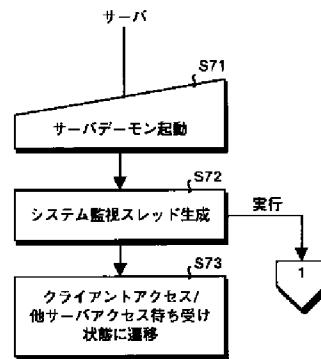 サーバ
S71
サーバデーモン起動
S72
システム監視スレッド生成
実行
1
S73
クライアントアクセス/
他サーバアクセス待ち受け
状態に遷移